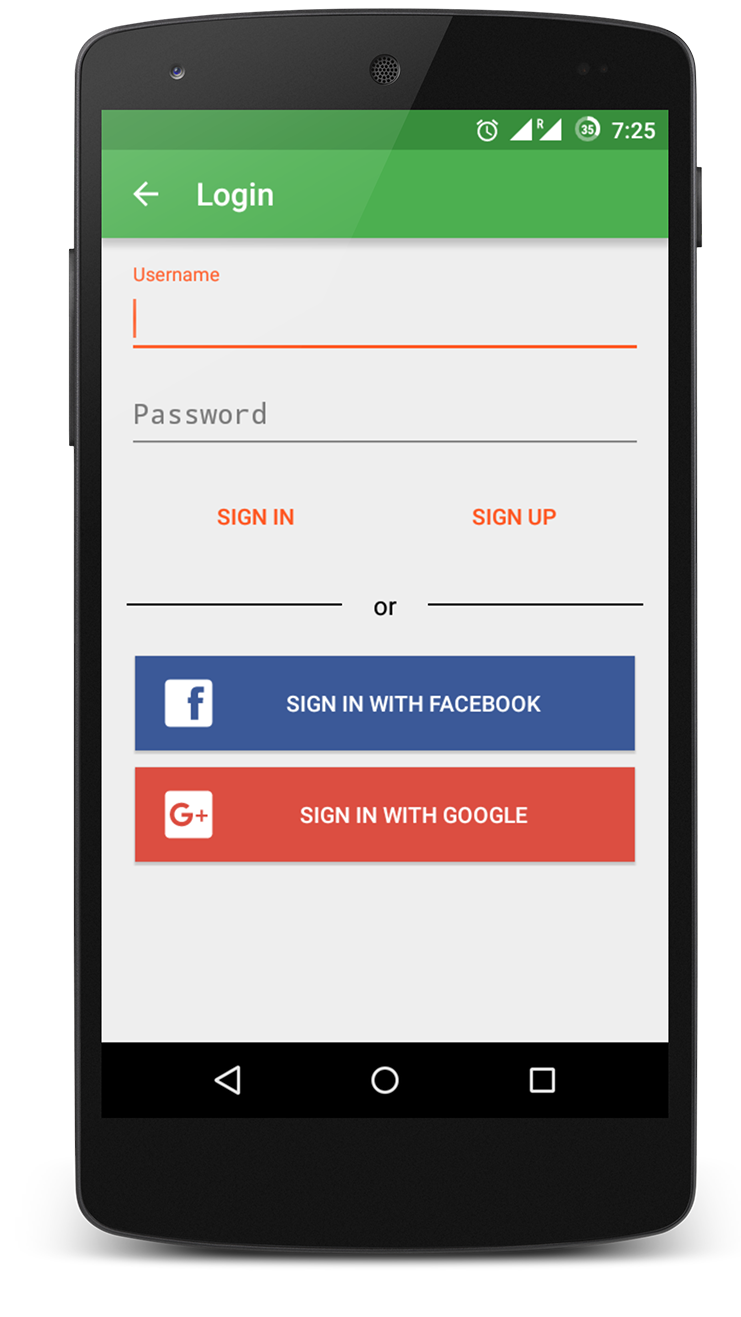 R 35 7:25
Login
Username
Password
SIGN IN SIGN UP
or
f SIGN IN WITH FACEBOOK
G+ SIGN IN WITH GOOGLE